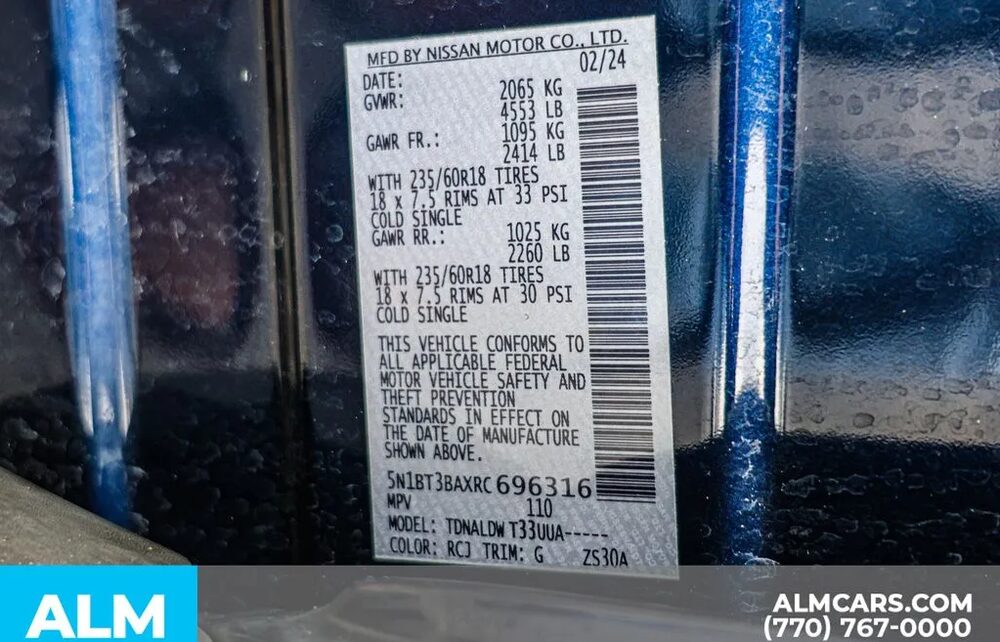 MFD BY NISSAN MOTOR CO., LTD.
DATE: 02/24
GVWR: 2065 KG
4553 LB
GAWR FR.: 1095 KG
2414 LB
WITH 235/60R18 TIRES
18 x 7.5 RIMS AT 33 PSI
COLD SINGLE
GAWR RR.: 1025 KG
2260 LB
WITH 235/60R18 TIRES
18 x 7.5 RIMS AT 30 PSI
COLD SINGLE
THIS VEHICLE CONFORMS TO
ALL APPLICABLE FEDERAL
MOTOR VEHICLE SAFETY AND
THEFT PREVENTION
STANDARDS IN EFFECT ON
THE DATE OF MANUFACTURE
SHOWN ABOVE.
5N1BT3BAXRC696316
MPV 110
MODEL: TDNALDW T33UUA-----
COLOR: RCJ TRIM: G ZS30A
ALM
ALMCARS.COM
(770) 767-0000